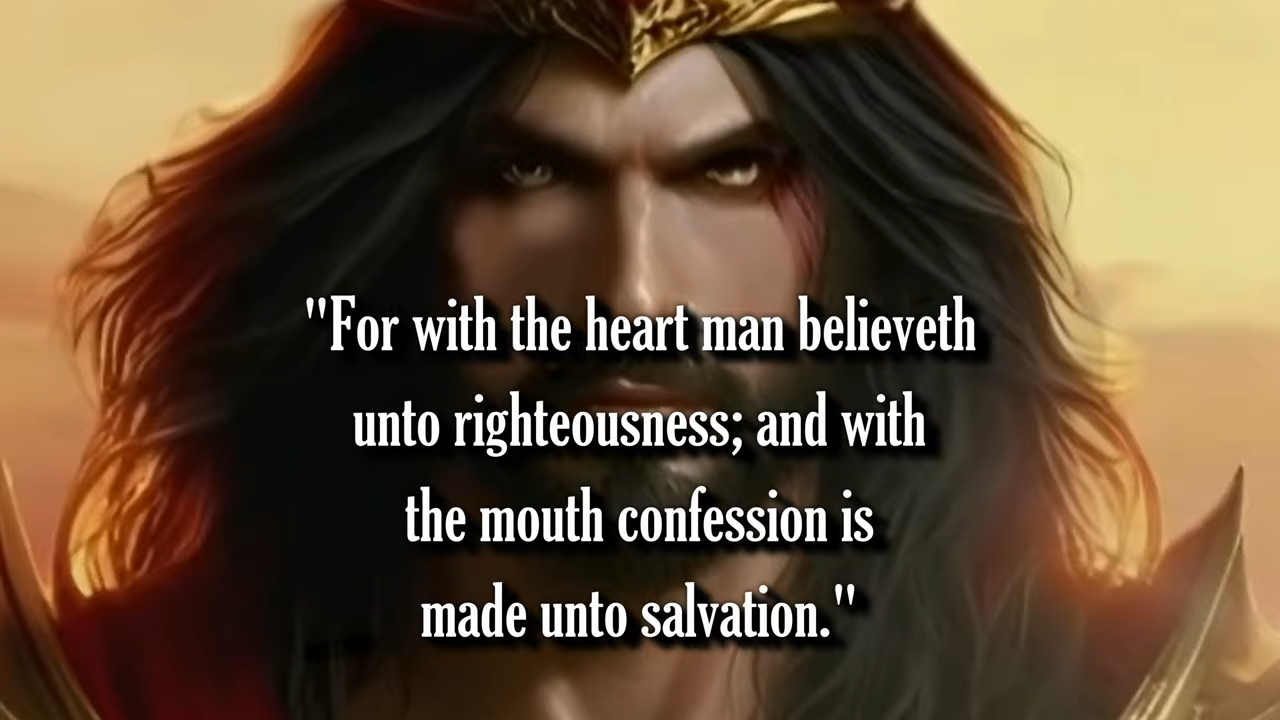 "For with the heart man believeth
unto righteousness; and with
the mouth confession is
made unto salvation."